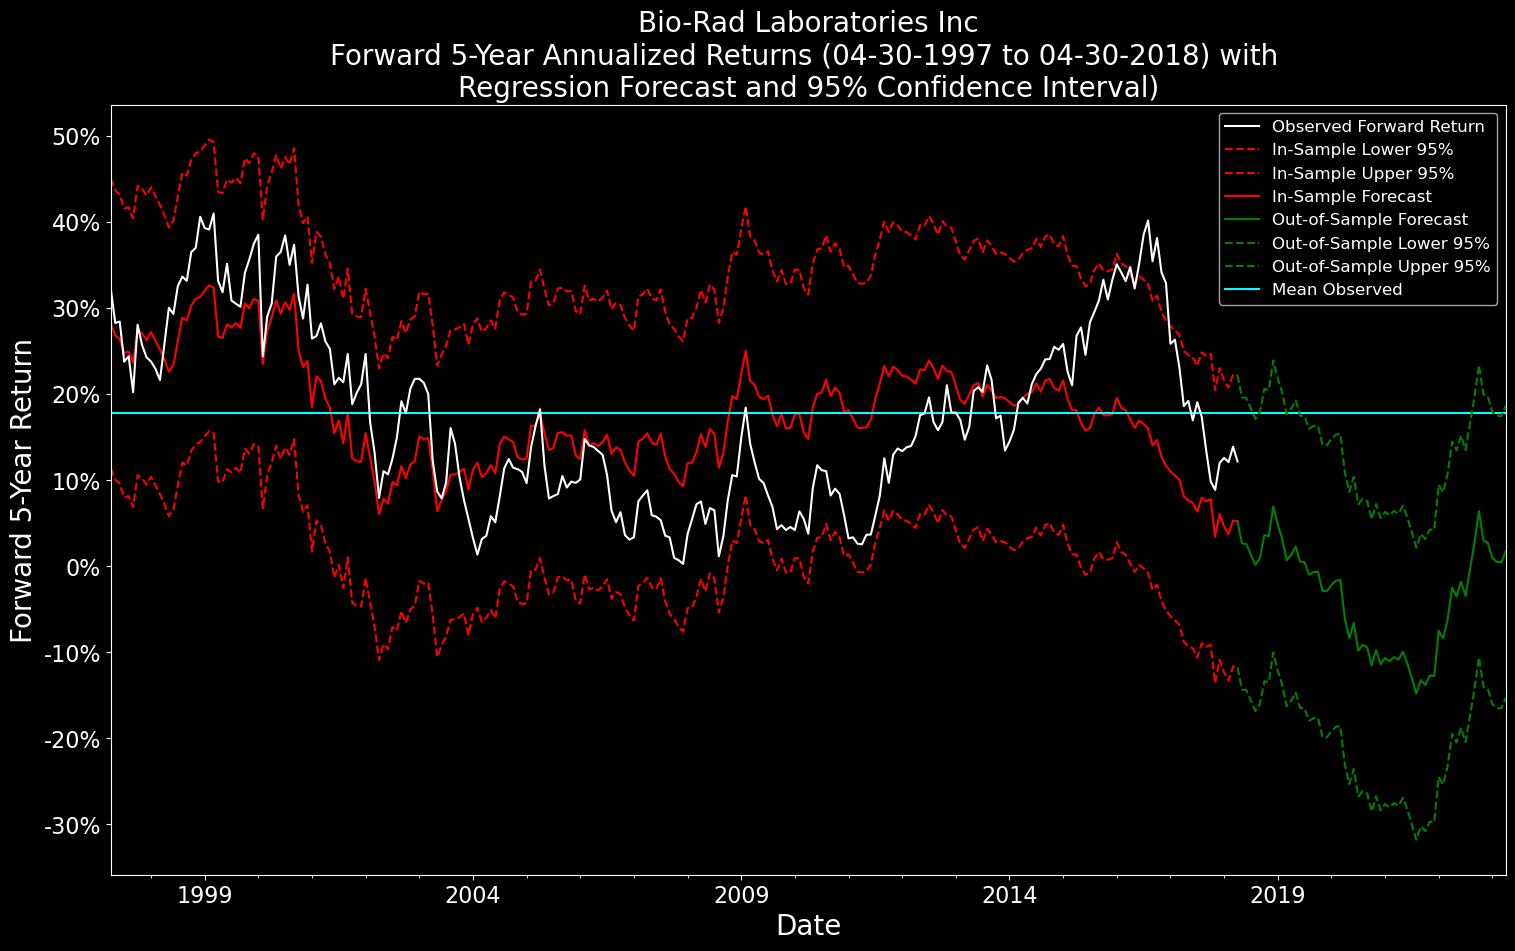 Bio-Rad Laboratories Inc
Forward 5-Year Annualized Returns (04-30-1997 to 04-30-2018) with
Regression Forecast and 95% Confidence Interval)
Observed Forward Return
In-Sample Lower 95%
In-Sample Upper 95%
In-Sample Forecast
Out-of-Sample Forecast
Out-of-Sample Lower 95%
Out-of-Sample Upper 95%
Mean Observed
Forward 5-Year Return
50%
40%
30%
20%
10%
0%
-10%
-20%
-30%
1999
2004
2009
2014
2019
Date